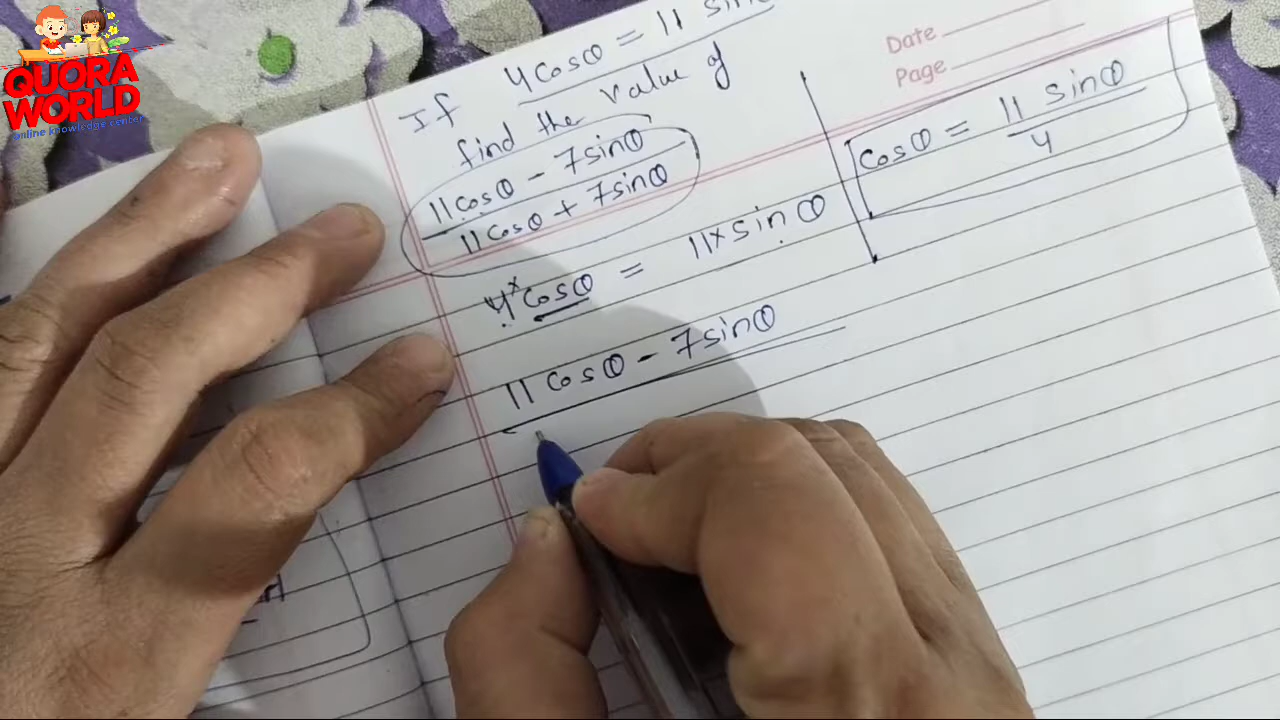 QUORA
WORLD
online knowledge center
Date
Page
If 4cosθ = 11 sinθ
find the value of
11cosθ - 7sinθ
11cosθ + 7sinθ
cosθ = 11 sinθ
4
4×cosθ = 11×sinθ
11 cosθ - 7sinθ